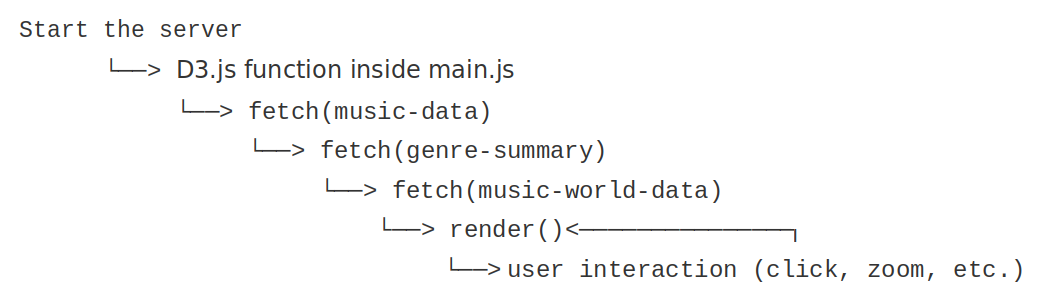 Start the server
└──> D3.js function inside main.js
└──> fetch(music-data)
└──> fetch(genre-summary)
└──> fetch(music-world-data)
└──> render()<───────────────┐
└──>user interaction (click, zoom, etc.)